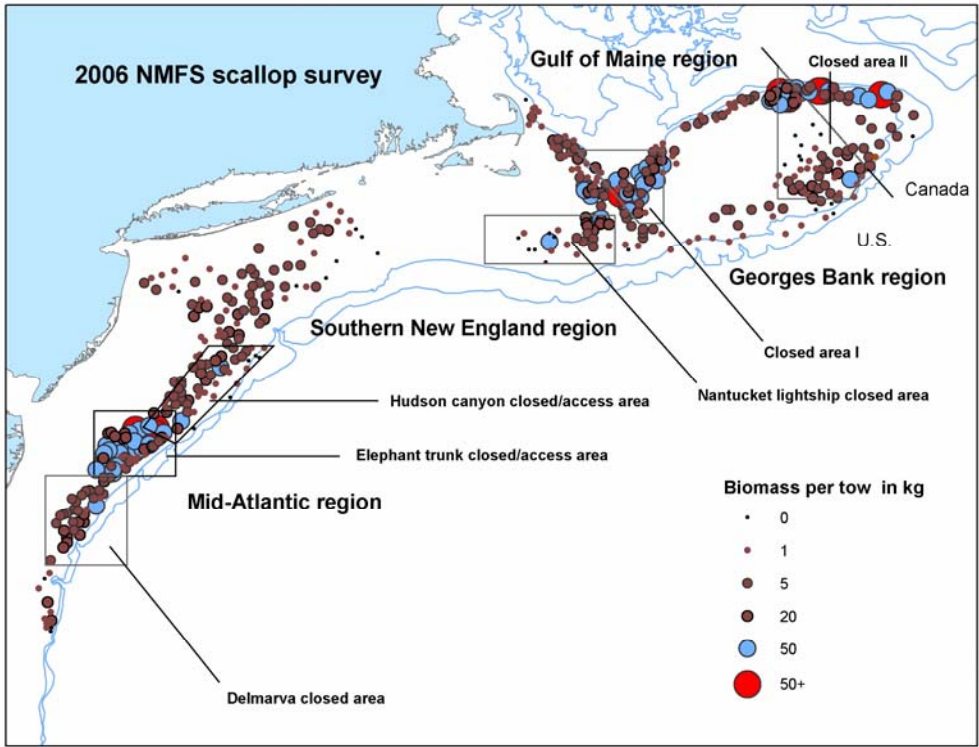 Gulf of Maine region
Closed area II
2006 NMFS scallop survey
Canada
U.S.
Georges Bank region
Southern New England region
Closed area I
Nantucket lightship closed area
Hudson canyon closed/access area
Elephant trunk closed/access area
Mid-Atlantic region
Biomass per tow in kg
0
1
5
20
50
50+
Delmarva closed area